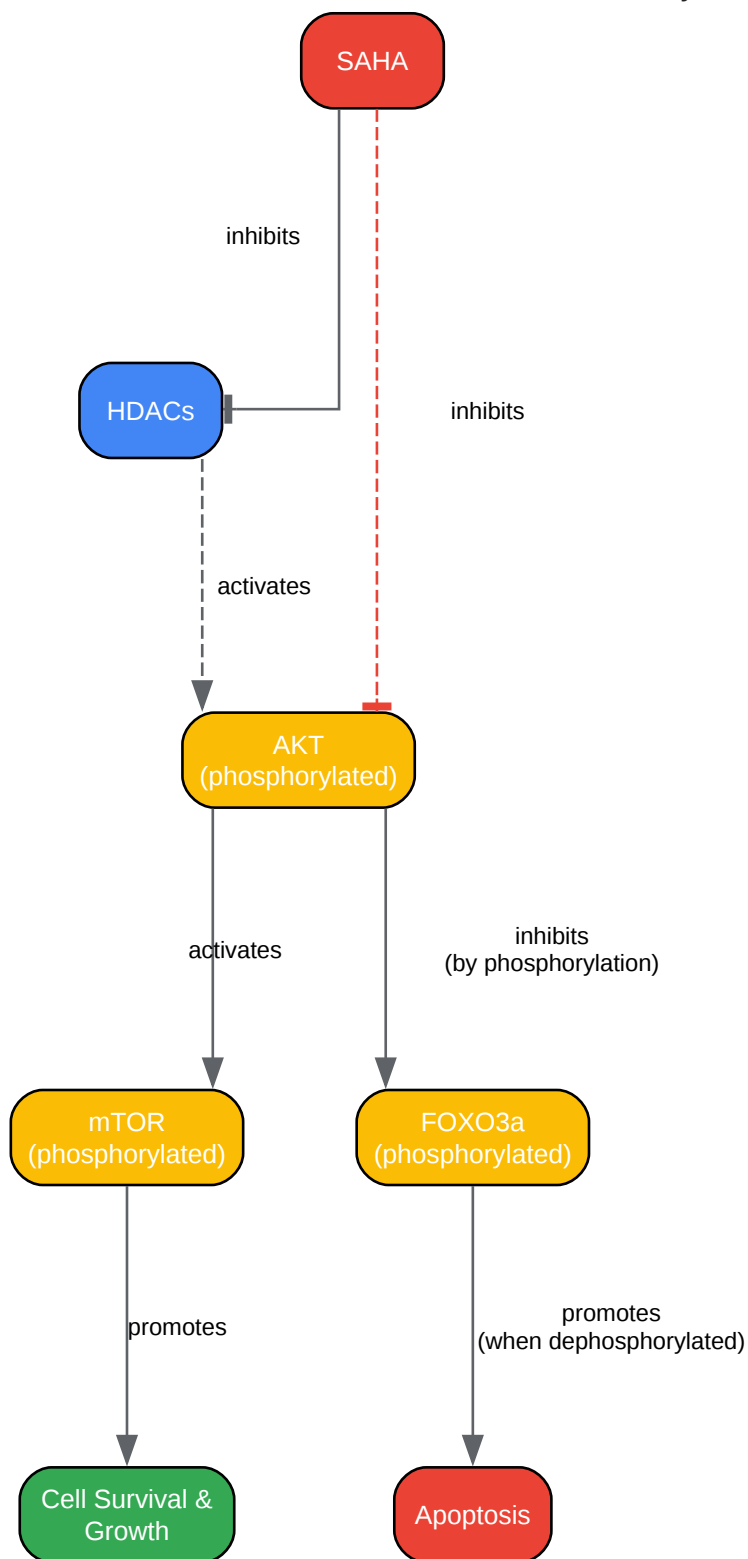 SAHA
inhibits
HDACs
inhibits
activates
AKT
(phosphorylated)
activates
inhibits
(by phosphorylation)
mTOR
(phosphorylated)
FOXO3a
(phosphorylated)
promotes
promotes
(when dephosphorylated)
Cell Survival &
Growth
Apoptosis